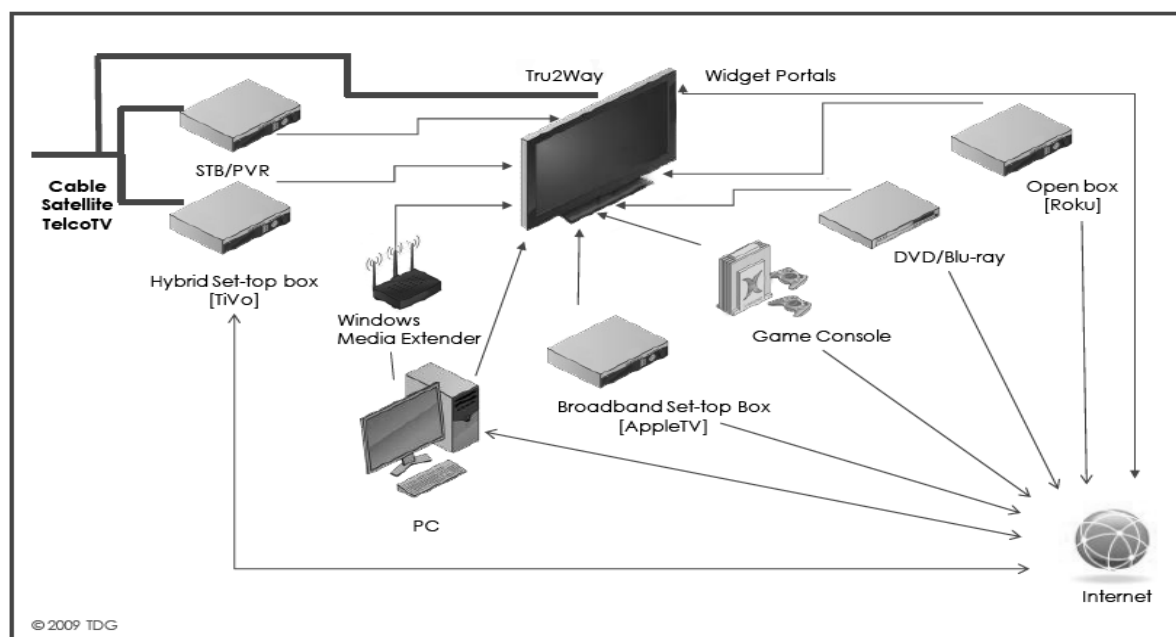 Tru2Way
Widget Portals
STB/PVR
Cable
Satellite
TelcoTV
Open box
[Roku]
DVD/Blu-ray
Hybrid Set-top box
[TiVo]
Windows
Media Extender
Game Console
Broadband Set-top Box
[AppleTV]
PC
Internet
© 2009 TDG